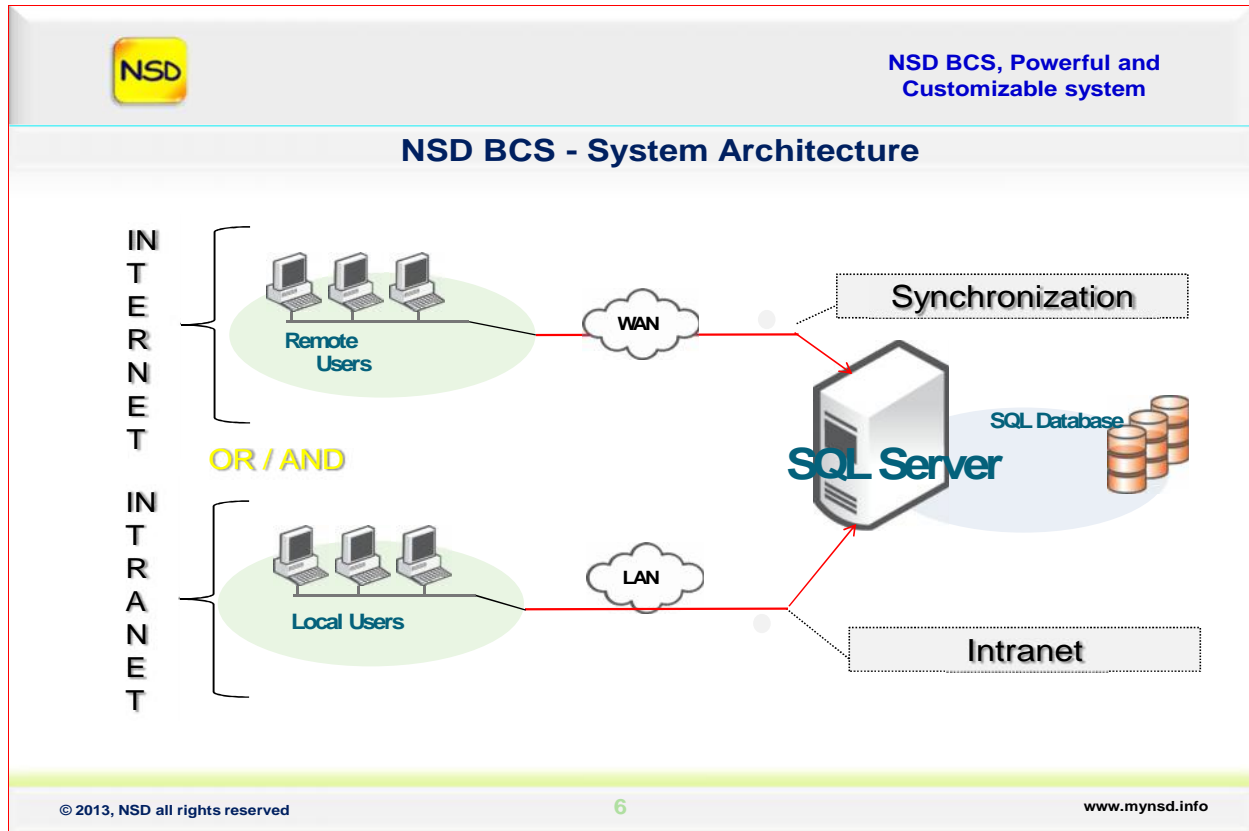 NSD
NSD BCS, Powerful and
Customizable system
NSD BCS - System Architecture
IN
T
E
R
N
E
T
Remote
Users
WAN
Synchronization
SQL Database
SQL Server
OR / AND
IN
T
R
A
N
E
T
Local Users
LAN
Intranet
© 2013, NSD all rights reserved
6
www.mynsd.info